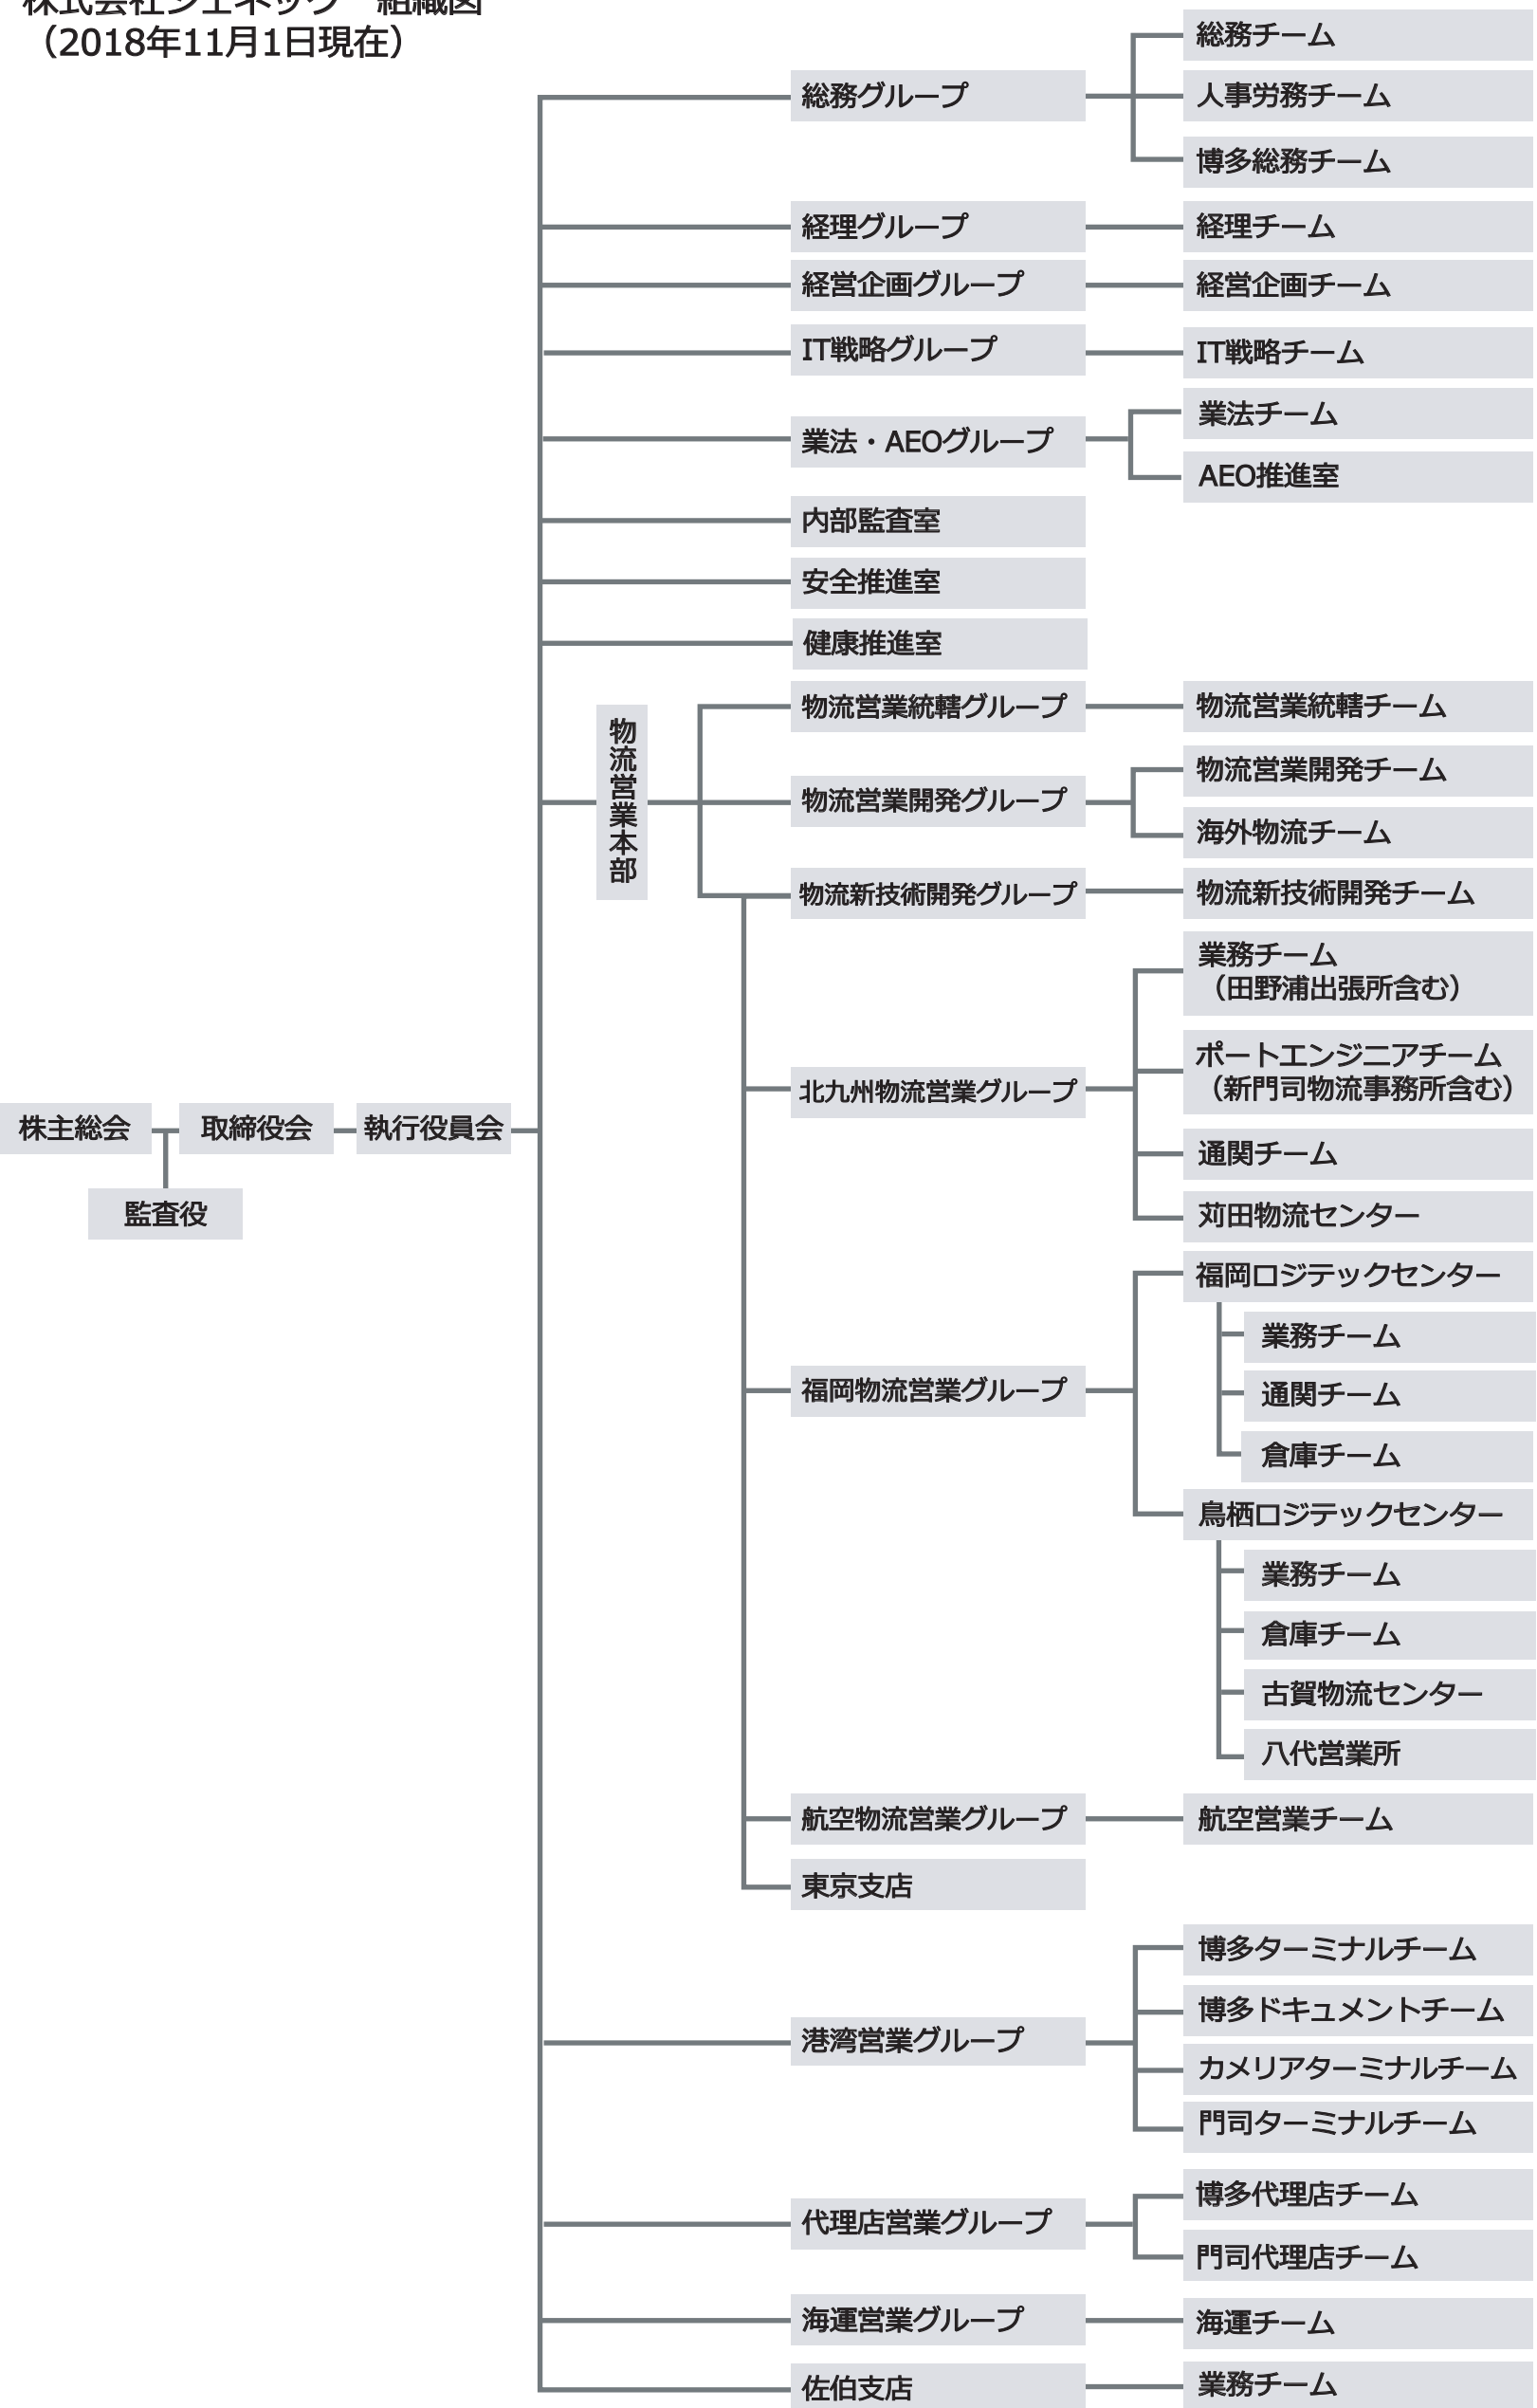 株式会社ジェネック　組織図
（2018年11月1日現在）
総務チーム
総務グループ
人事労務チーム
博多総務チーム
経理グループ
経理チーム
経営企画グループ
経営企画チーム
IT戦略グループ
IT戦略チーム
業法・AEOグループ
業法チーム
AEO推進室
内部監査室
安全推進室
健康推進室
物流営業本部
物流営業統轄グループ
物流営業統轄チーム
物流営業開発グループ
物流営業開発チーム
海外物流チーム
物流新技術開発グループ
物流新技術開発チーム
北九州物流営業グループ
業務チーム
（田野浦出張所含む）
ポートエンジニアチーム
（新門司物流事務所含む）
通関チーム
苅田物流センター
株主総会
取締役会
執行役員会
監査役
福岡物流営業グループ
福岡ロジテックセンター
業務チーム
通関チーム
倉庫チーム
鳥栖ロジテックセンター
業務チーム
倉庫チーム
古賀物流センター
八代営業所
航空物流営業グループ
航空営業チーム
東京支店
港湾営業グループ
博多ターミナルチーム
博多ドキュメントチーム
カメリアターミナルチーム
門司ターミナルチーム
代理店営業グループ
博多代理店チーム
門司代理店チーム
海運営業グループ
海運チーム
佐伯支店
業務チーム